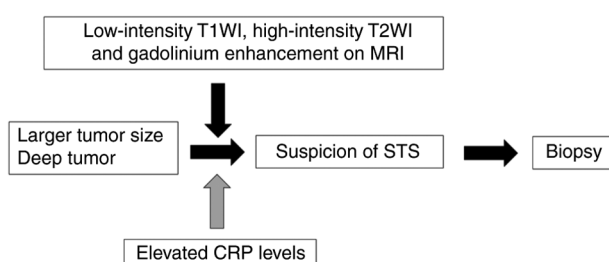 Low-intensity T1WI, high-intensity T2WI
and gadolinium enhancement on MRI
Larger tumor size
Deep tumor
Suspicion of STS
Biopsy
Elevated CRP levels